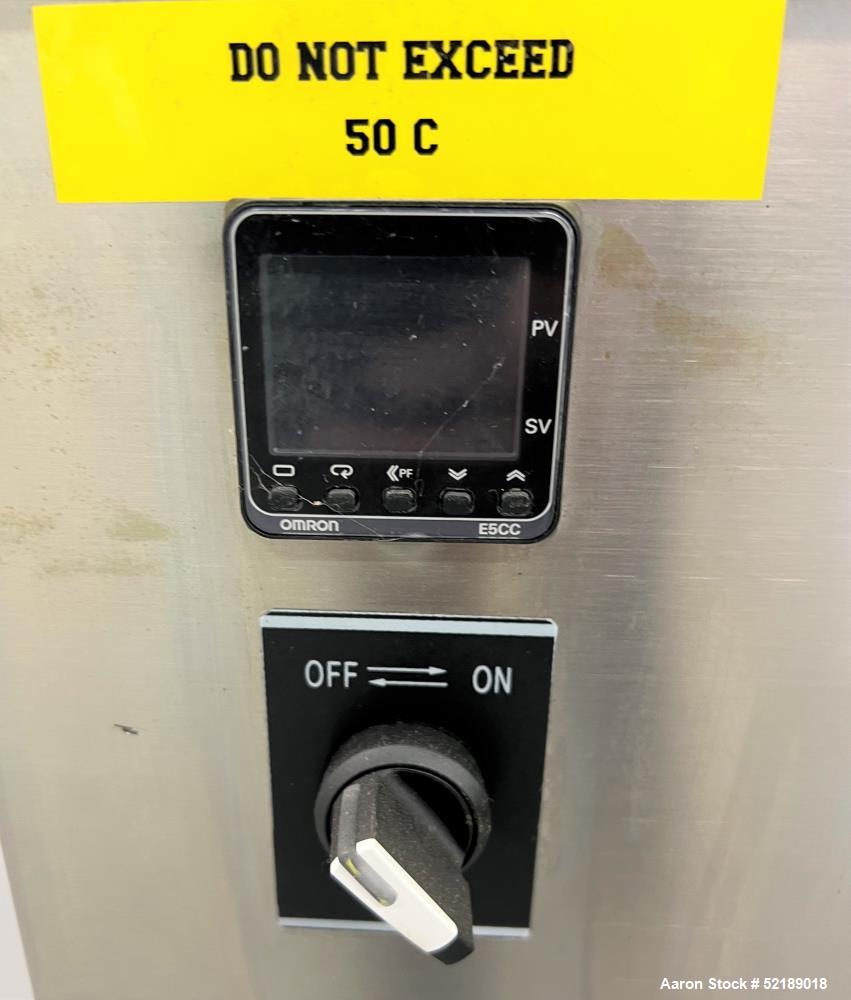 DO NOT EXCEED
50 C
PV
SV
PF
OMRON E5CC
OFF ON
Aaron Stock # 52189018